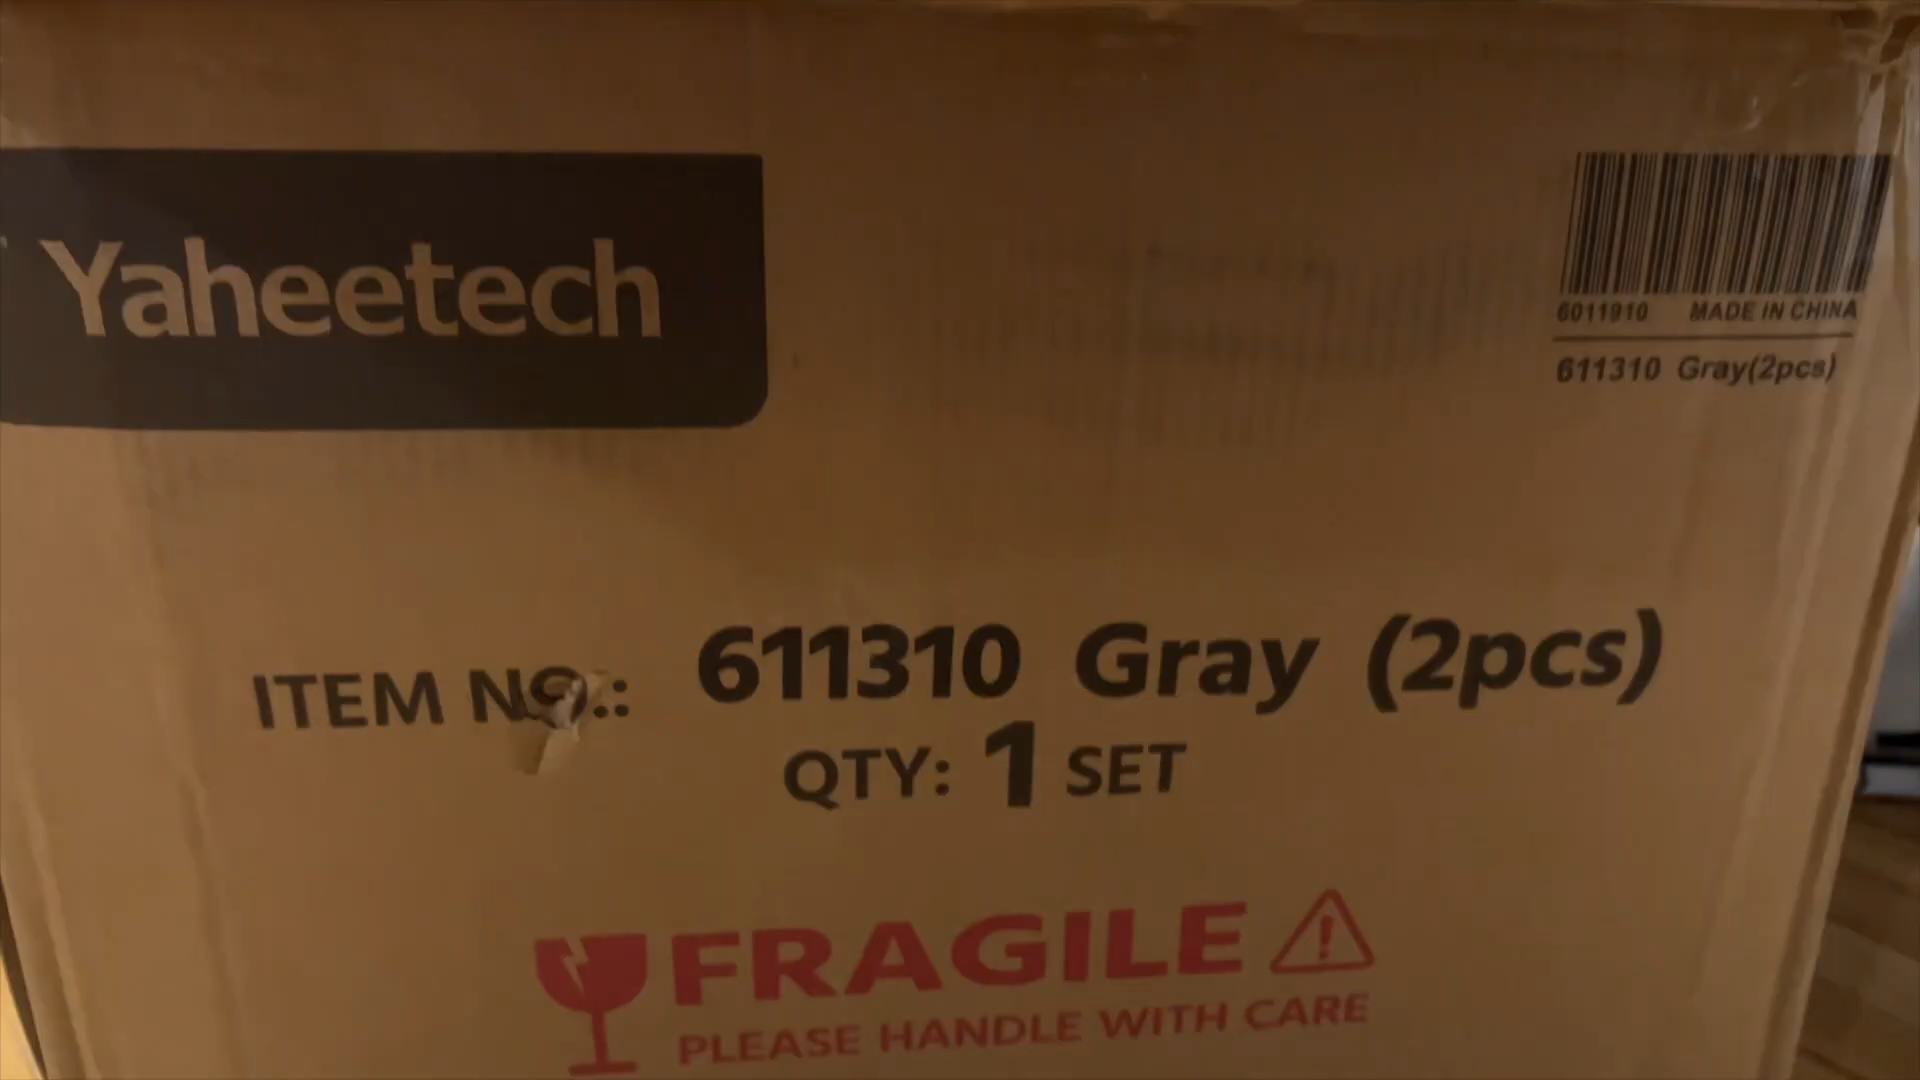 Yaheetech
6011910 MADE IN CHINA
611310 Gray(2pcs)
ITEM NO.: 611310 Gray (2pcs)
QTY: 1 SET
FRAGILE
PLEASE HANDLE WITH CARE